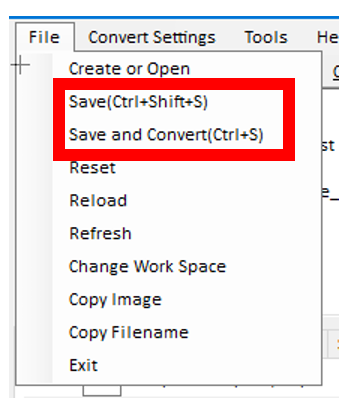 File Convert Settings Tools
Create or Open
Save(Ctrl+Shift+S)
Save and Convert(Ctrl+S)
Reset
Reload
Refresh
Change Work Space
Copy Image
Copy Filename
Exit